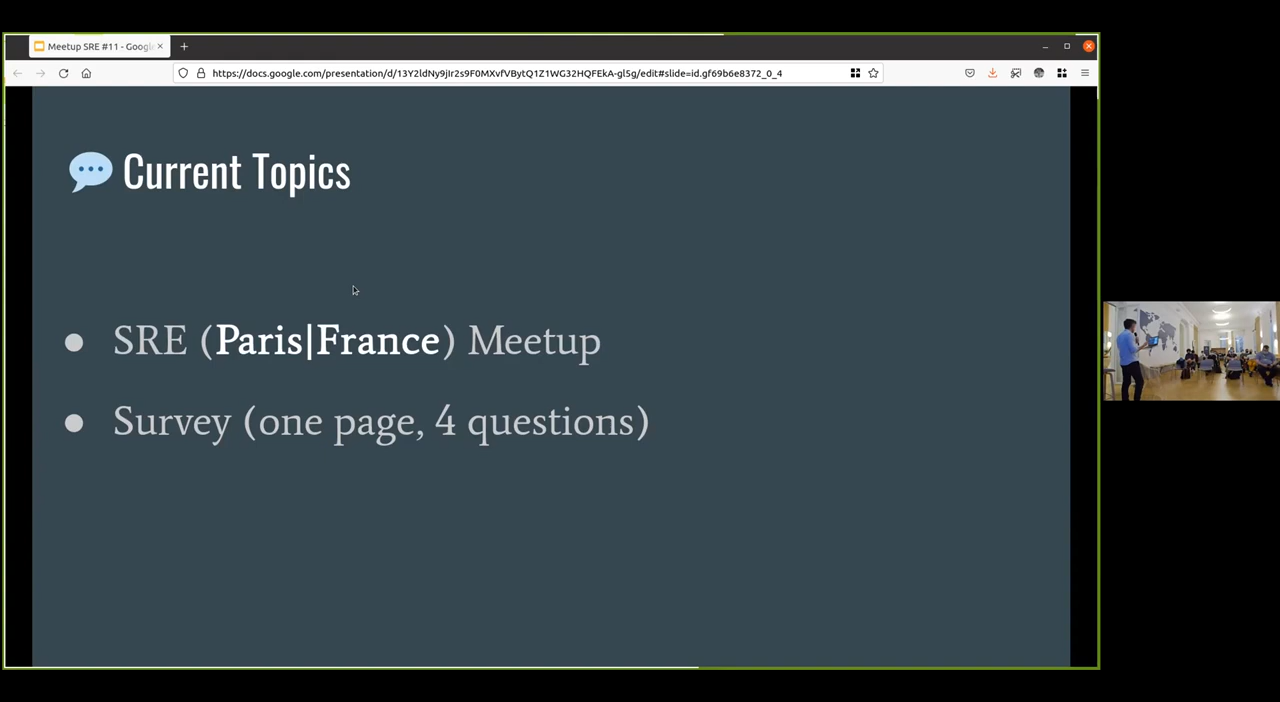 Meetup SRE #11 - Googl
https://docs.google.com/presentation/d/13Y2ldNy9jIr2s9F0MXvfVBytQ1Z1WG32HQFEkA-gl5g/edit#slide=id.gf69b6e8372_0_4
Current Topics
● SRE (Paris|France) Meetup
● Survey (one page, 4 questions)